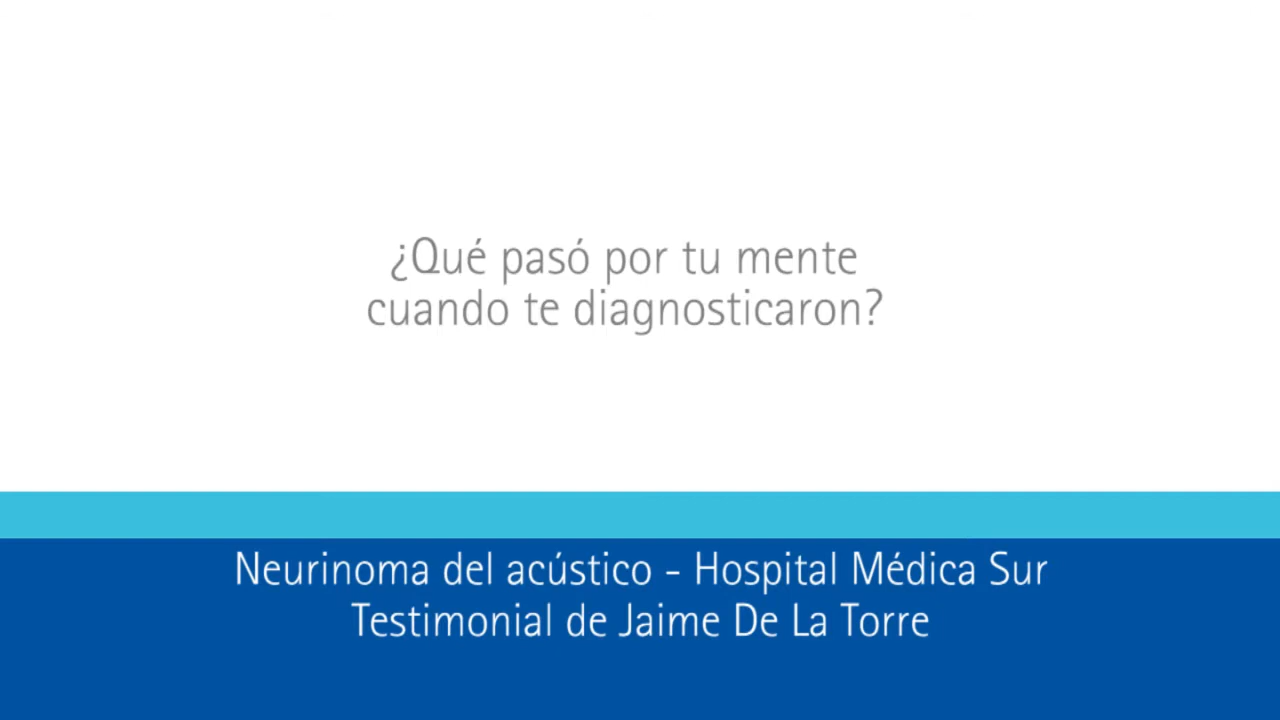 ¿Qué pasó por tu mente
cuando te diagnosticaron?
Neurinoma del acústico - Hospital Médica Sur
Testimonial de Jaime De La Torre